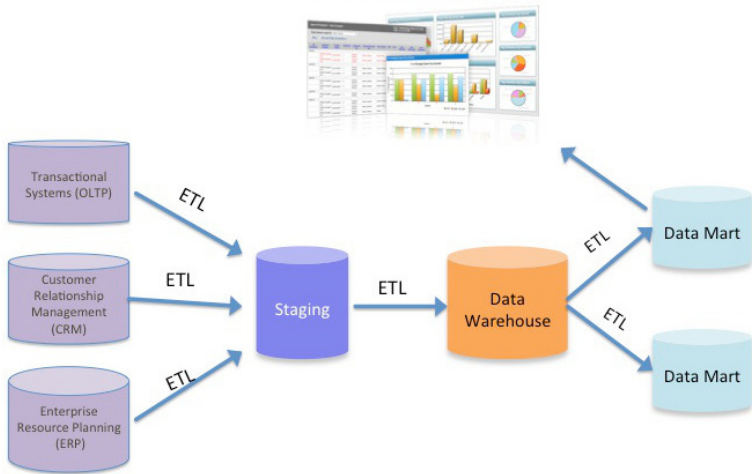 Transactional
Systems (OLTP)
ETL
Customer
Relationship
Management
(CRM)
ETL
Enterprise
Resource Planning
(ERP)
ETL
Staging
ETL
Data
Warehouse
ETL
Data Mart
ETL
Data Mart